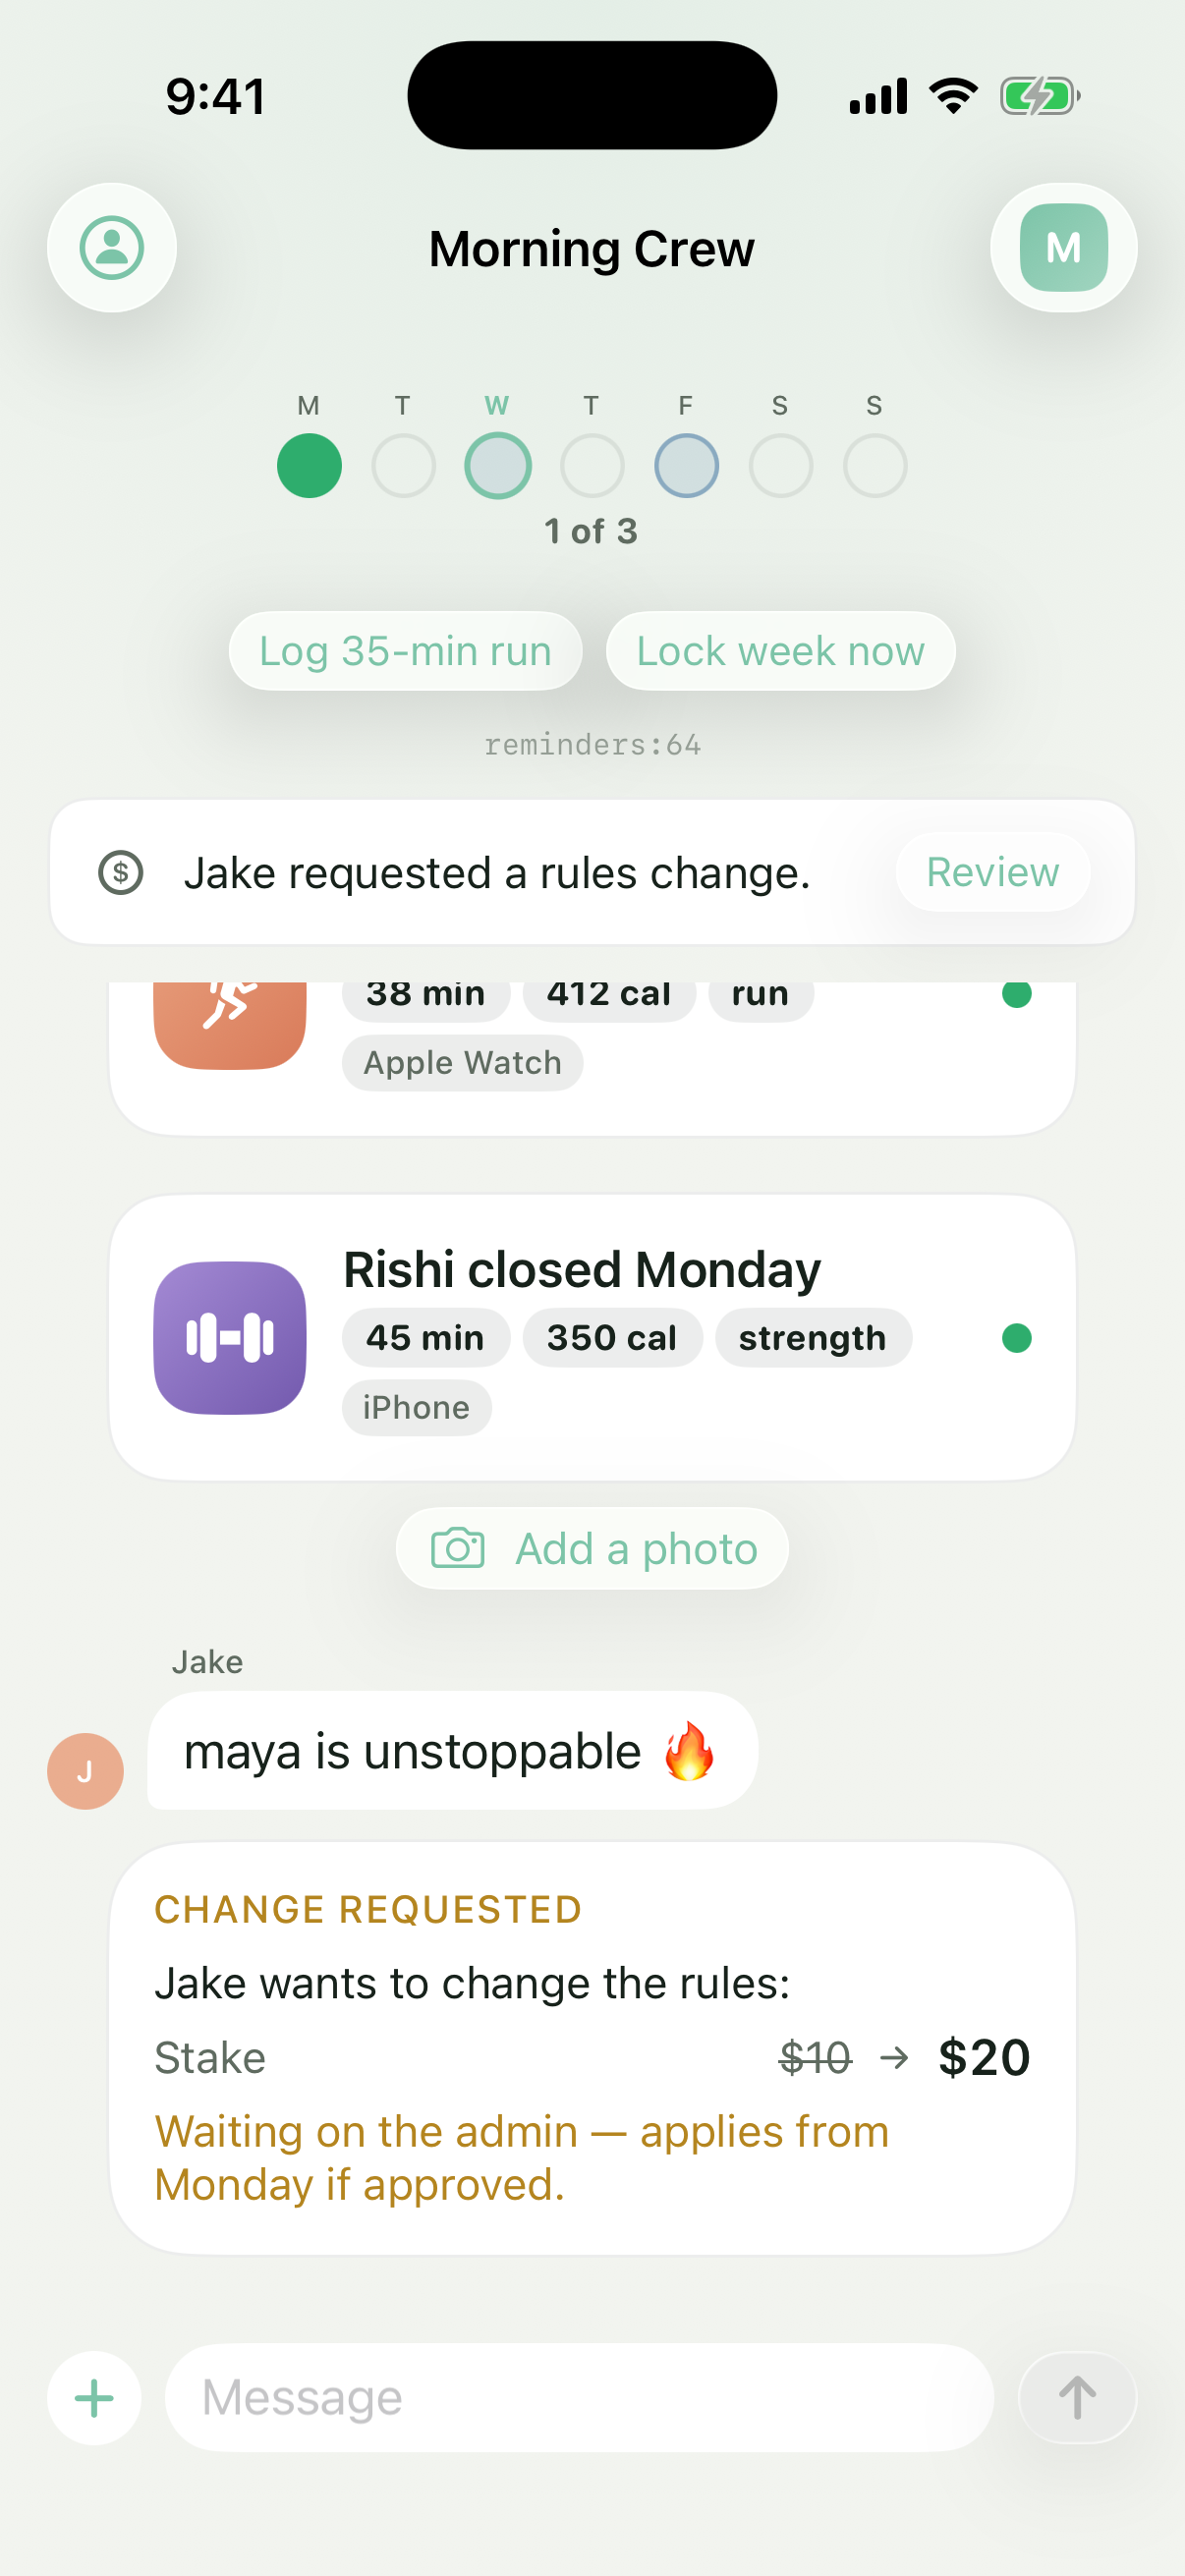 9:41
Morning Crew
M
M T W T F S S
1 of 3
Log 35-min run
Lock week now
reminders:64
$ Jake requested a rules change.
Review
38 min 412 cal run
Apple Watch
Rishi closed Monday
45 min 350 cal strength
iPhone
Add a photo
Jake
J
maya is unstoppable 🔥
CHANGE REQUESTED
Jake wants to change the rules:
Stake $10 → $20
Waiting on the admin — applies from
Monday if approved.
Message